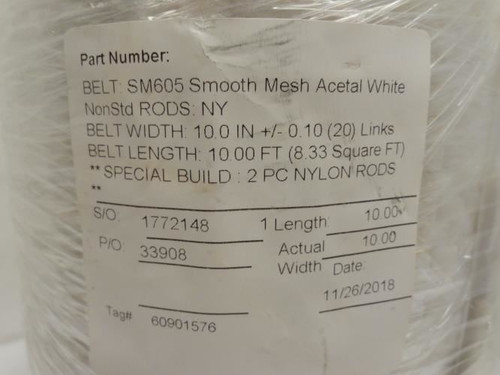 Part Number:
BELT: SM605 Smooth Mesh Acetal White
NonStd RODS: NY
BELT WIDTH: 10.0 IN +/- 0.10 (20) Links
BELT LENGTH: 10.00 FT (8.33 Square FT)
** SPECIAL BUILD : 2 PC NYLON RODS
**
S/O 1772148 1 Length: 10.00
P/O 33908 Actual 10.00
Width Date:
11/26/2018
Tag# 60901576